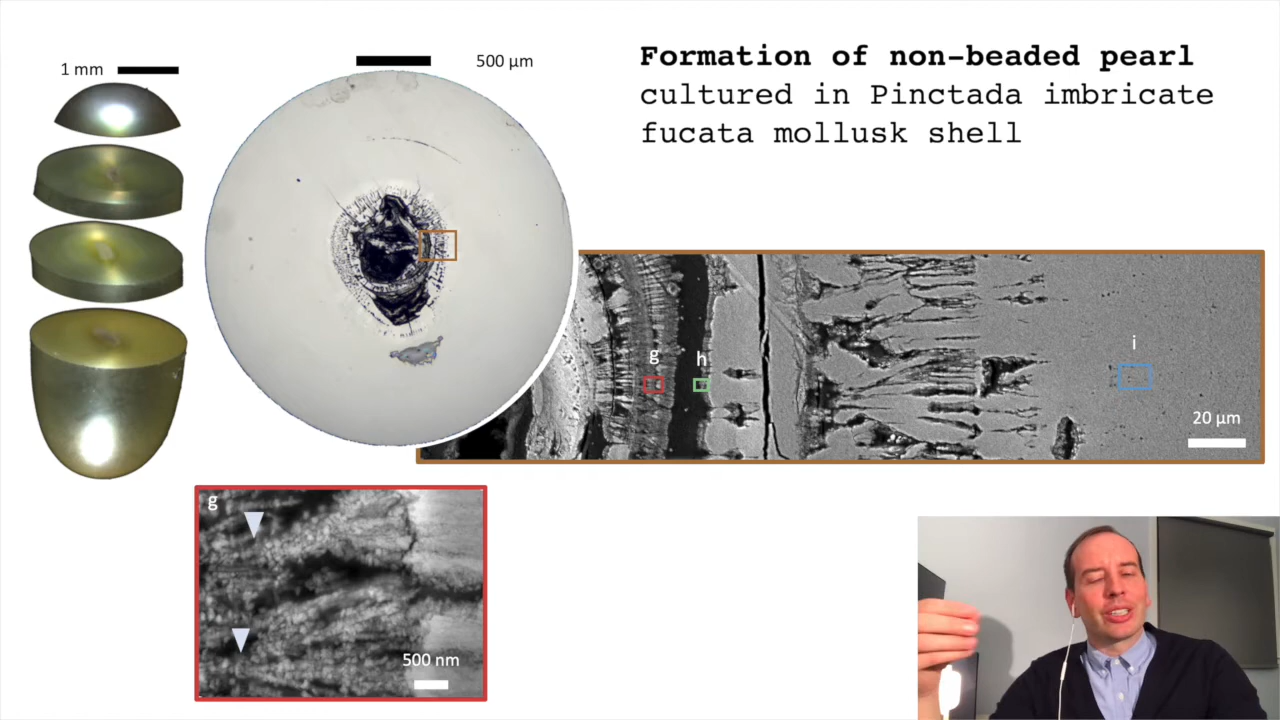 Formation of non-beaded pearl
cultured in Pinctada imbricate
fucata mollusk shell
1 mm
500 µm
g
h
i
20 µm
g
500 nm